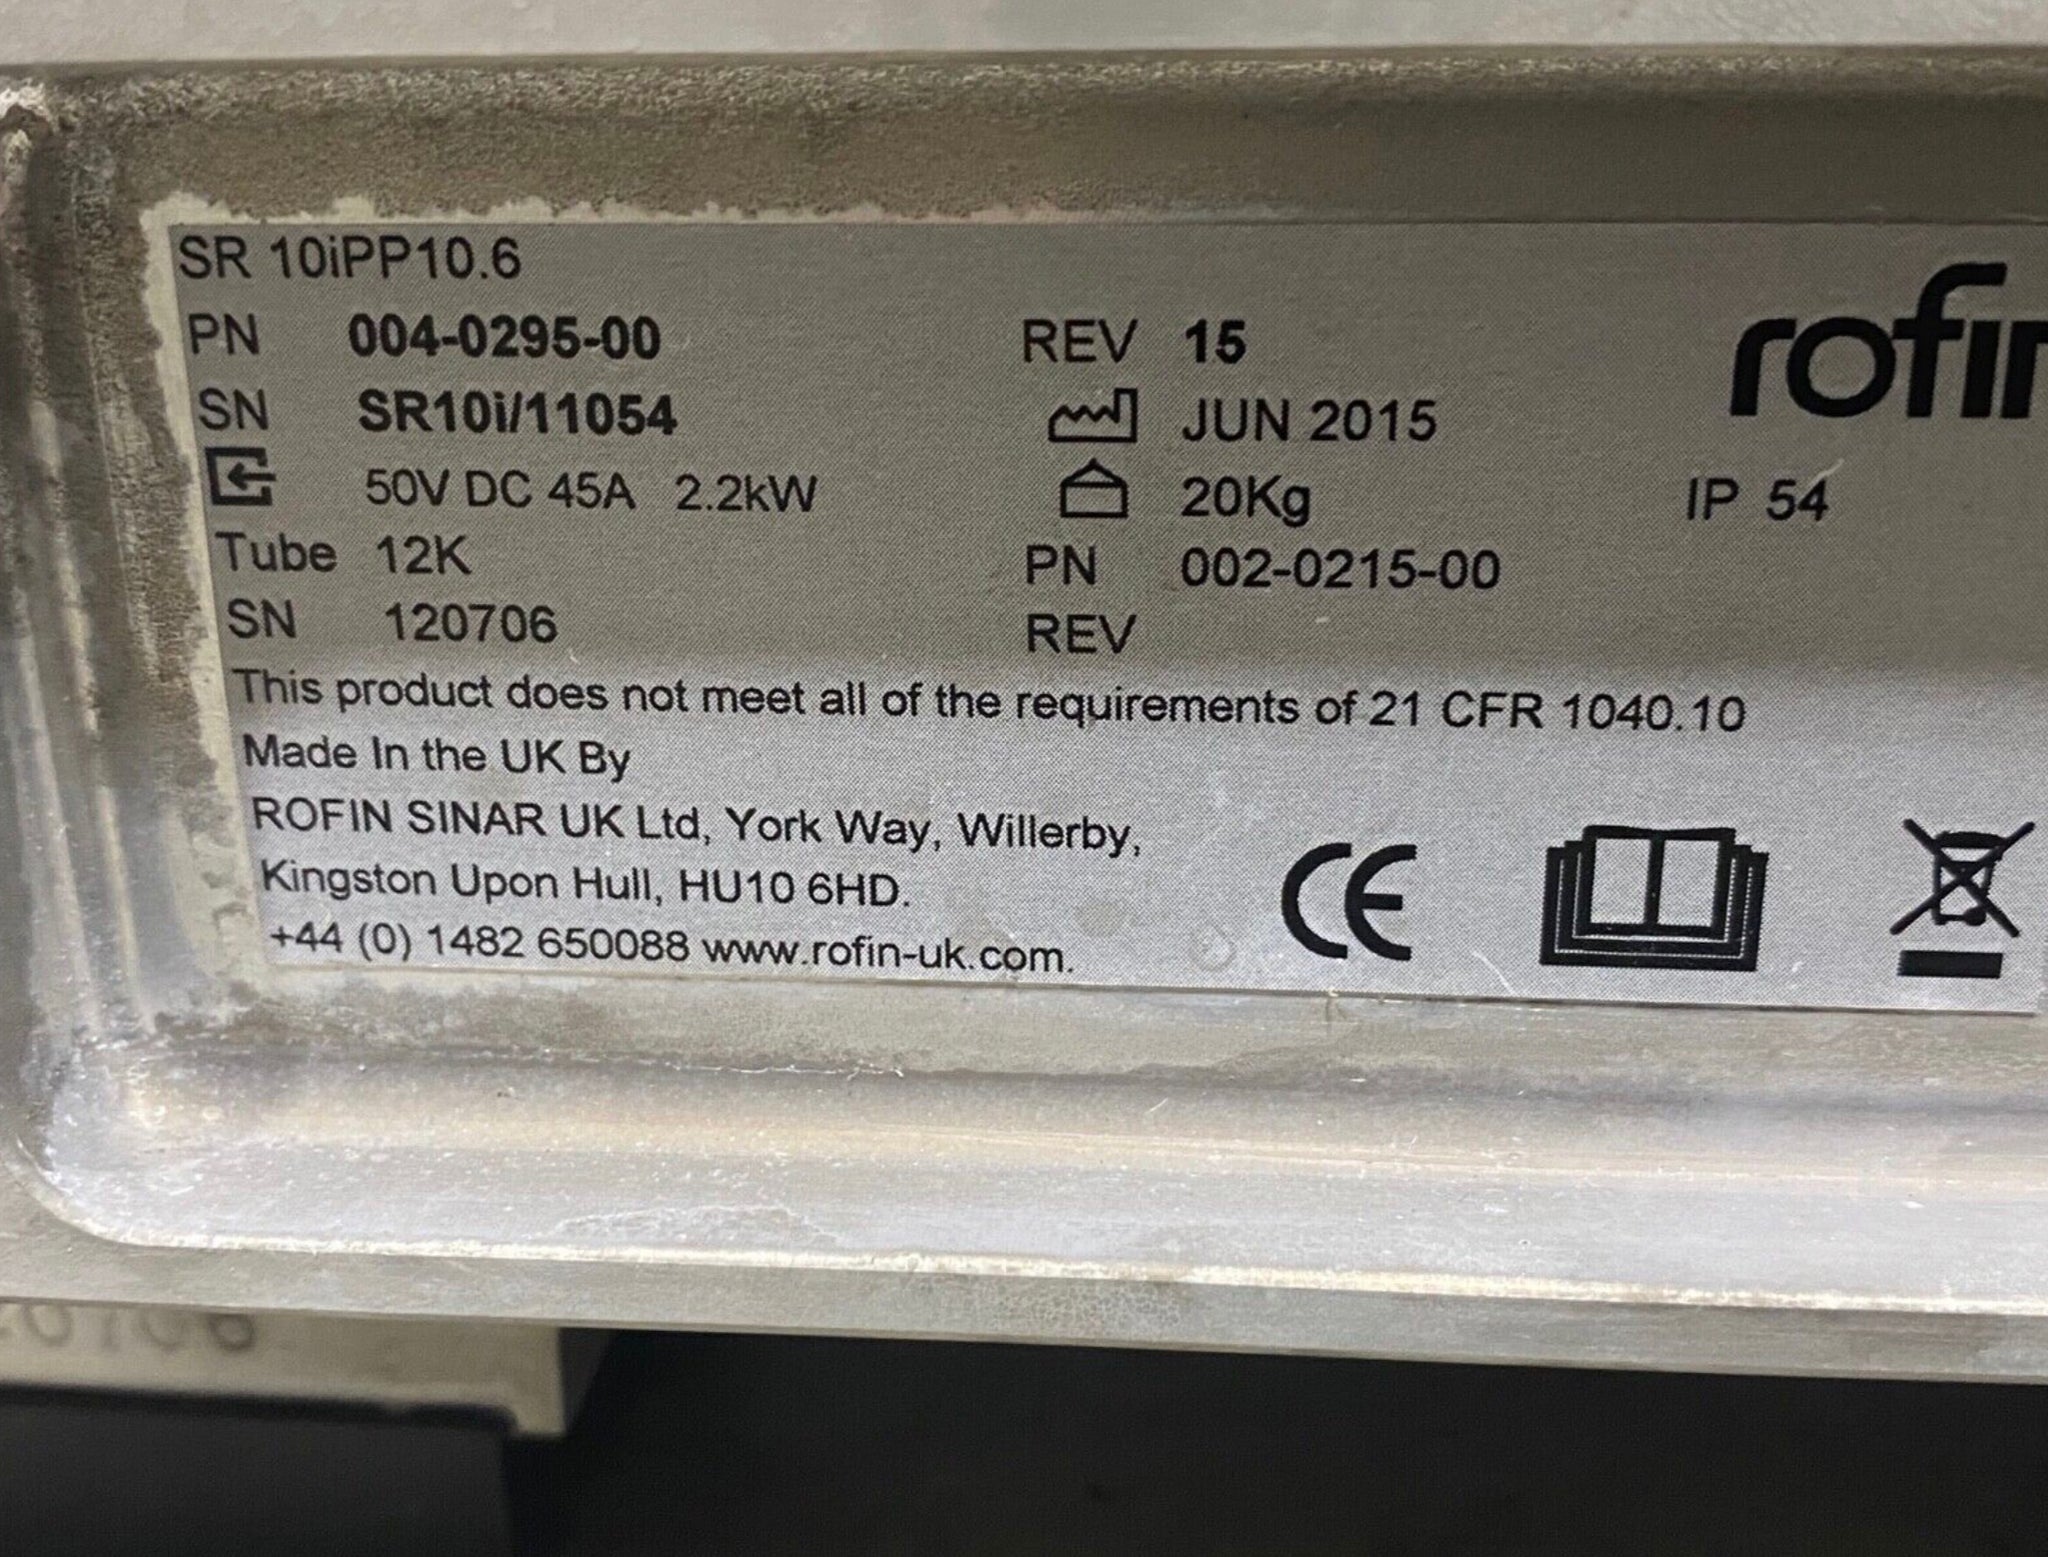 SR 10iPP10.6
rofin
PN 004-0295-00 REV 15
SN SR10i/11054 JUN 2015
50V DC 45A 2.2kW 20Kg IP 54
Tube 12K PN 002-0215-00
SN 120706 REV
This product does not meet all of the requirements of 21 CFR 1040.10
Made In the UK By
ROFIN SINAR UK Ltd, York Way, Willerby,
Kingston Upon Hull, HU10 6HD.
+44 (0) 1482 650088 www.rofin-uk.com.
CE